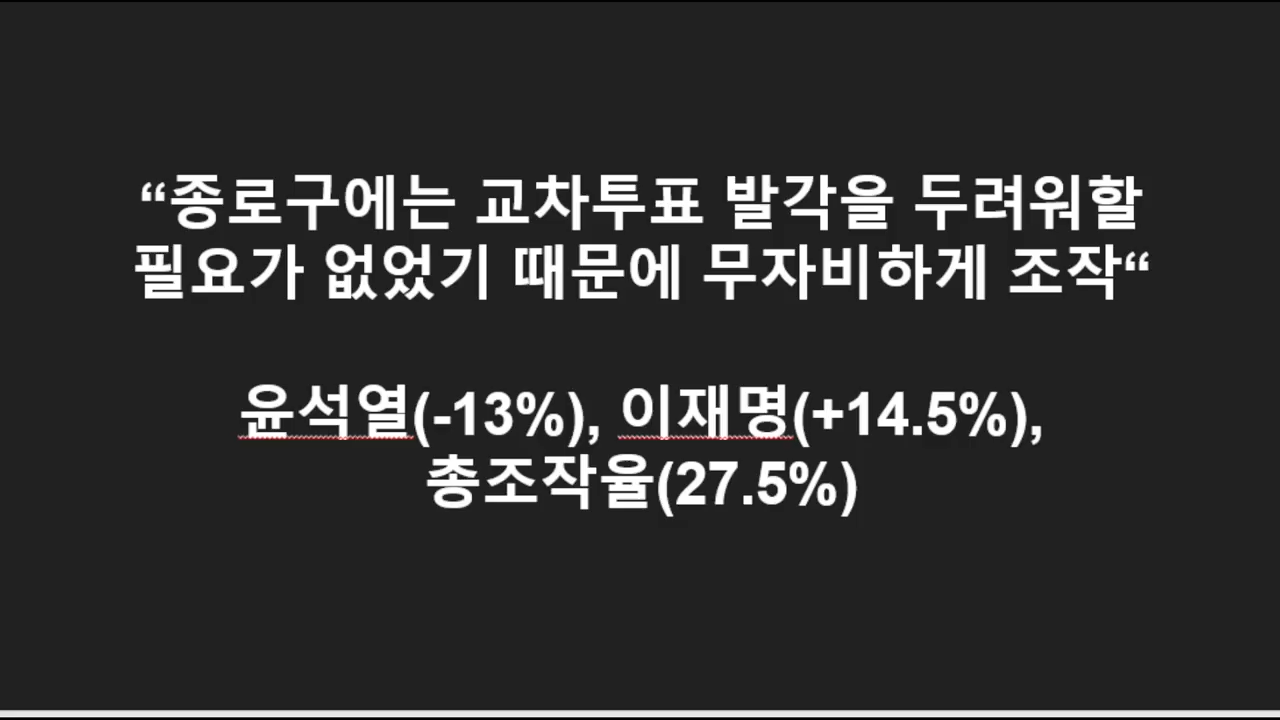 “종로구에는 교차투표 발각을 두려워할
필요가 없었기 때문에 무자비하게 조작“
윤석열(-13%), 이재명(+14.5%),
총조작율(27.5%)